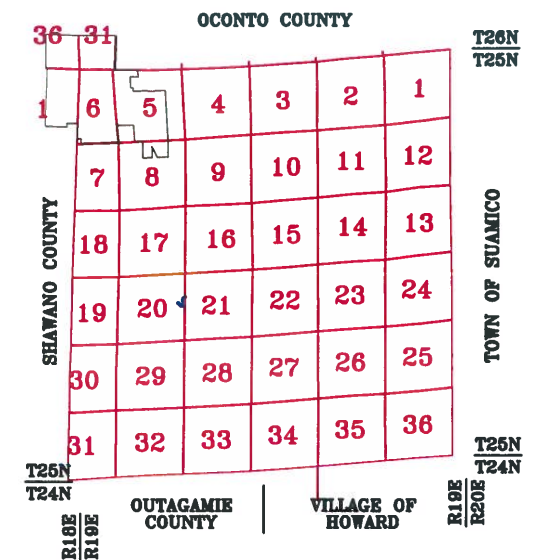 OCONTO COUNTY
36 31
T26N
T25N
1 6 5 4 3 2 1
7 8 9 10 11 12
18 17 16 15 14 13
19 20 21 22 23 24
30 29 28 27 26 25
31 32 33 34 35 36
SHAWANO COUNTY
TOWN OF SUAMICO
T25N
T24N
T25N
T24N
R18E
R19E
OUTAGAMIE
COUNTY
VILLAGE OF
HOWARD
R19E
R20E